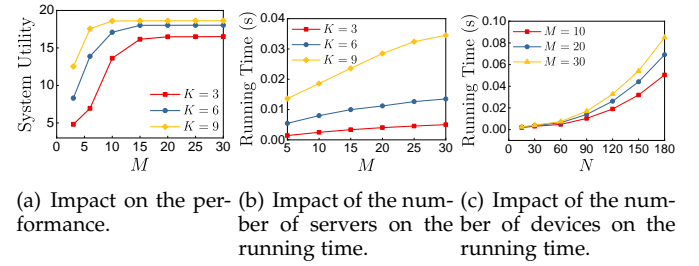 System Utility
20
15
10
5
0 5 10 15 20 25 30
M
K = 3
K = 6
K = 9
Running Time (s)
0.04
0.03
0.02
0.01
0.00
5 10 15 20 25 30
M
K = 3
K = 6
K = 9
Running Time (s)
0.10
0.08
0.06
0.04
0.02
0.00
0 30 60 90 120 150 180
N
M = 10
M = 20
M = 30
(a) Impact on the per-
formance.
(b) Impact of the num-
ber of servers on the
running time.
(c) Impact of the num-
ber of devices on the
running time.